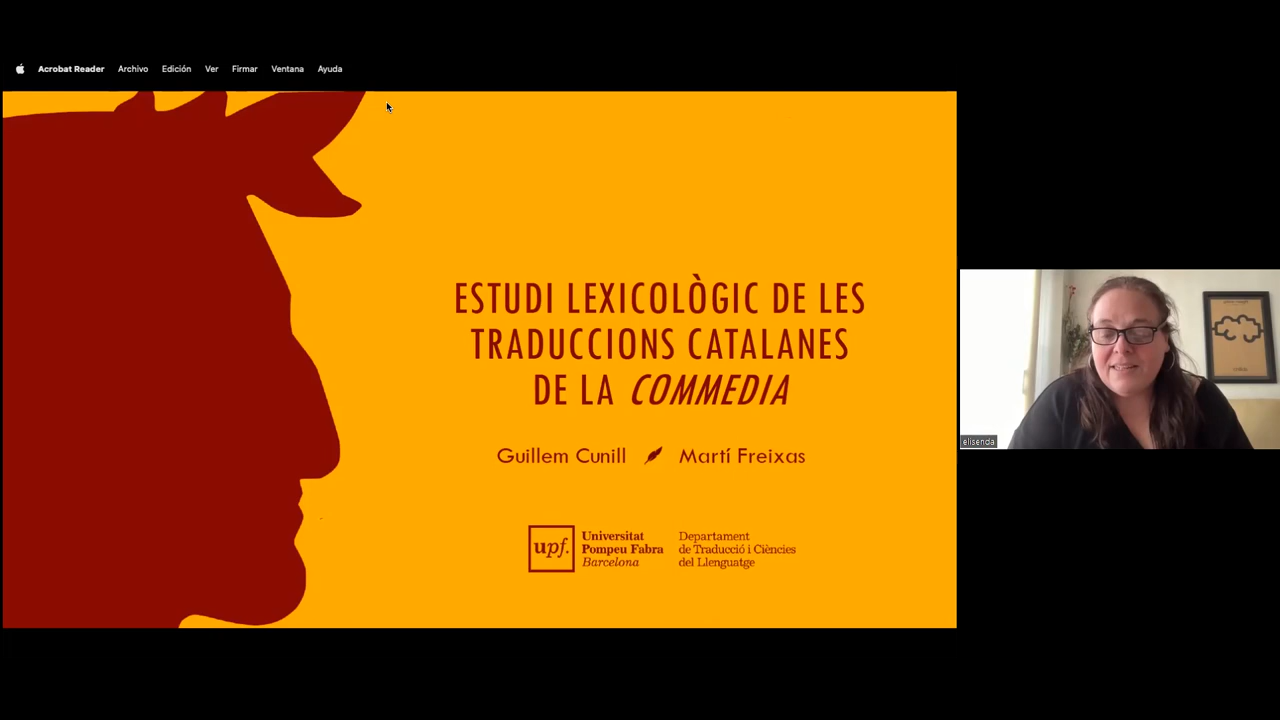 Acrobat Reader Archivo Edición Ver Firmar Ventana Ayuda
ESTUDI LEXICOLÒGIC DE LES
TRADUCCIONS CATALANES
DE LA COMMEDIA
Guillem Cunill Martí Freixas
upf.
Universitat
Pompeu Fabra
Barcelona
Departament
de Traducció i Ciències
del Llenguatge
elisenda